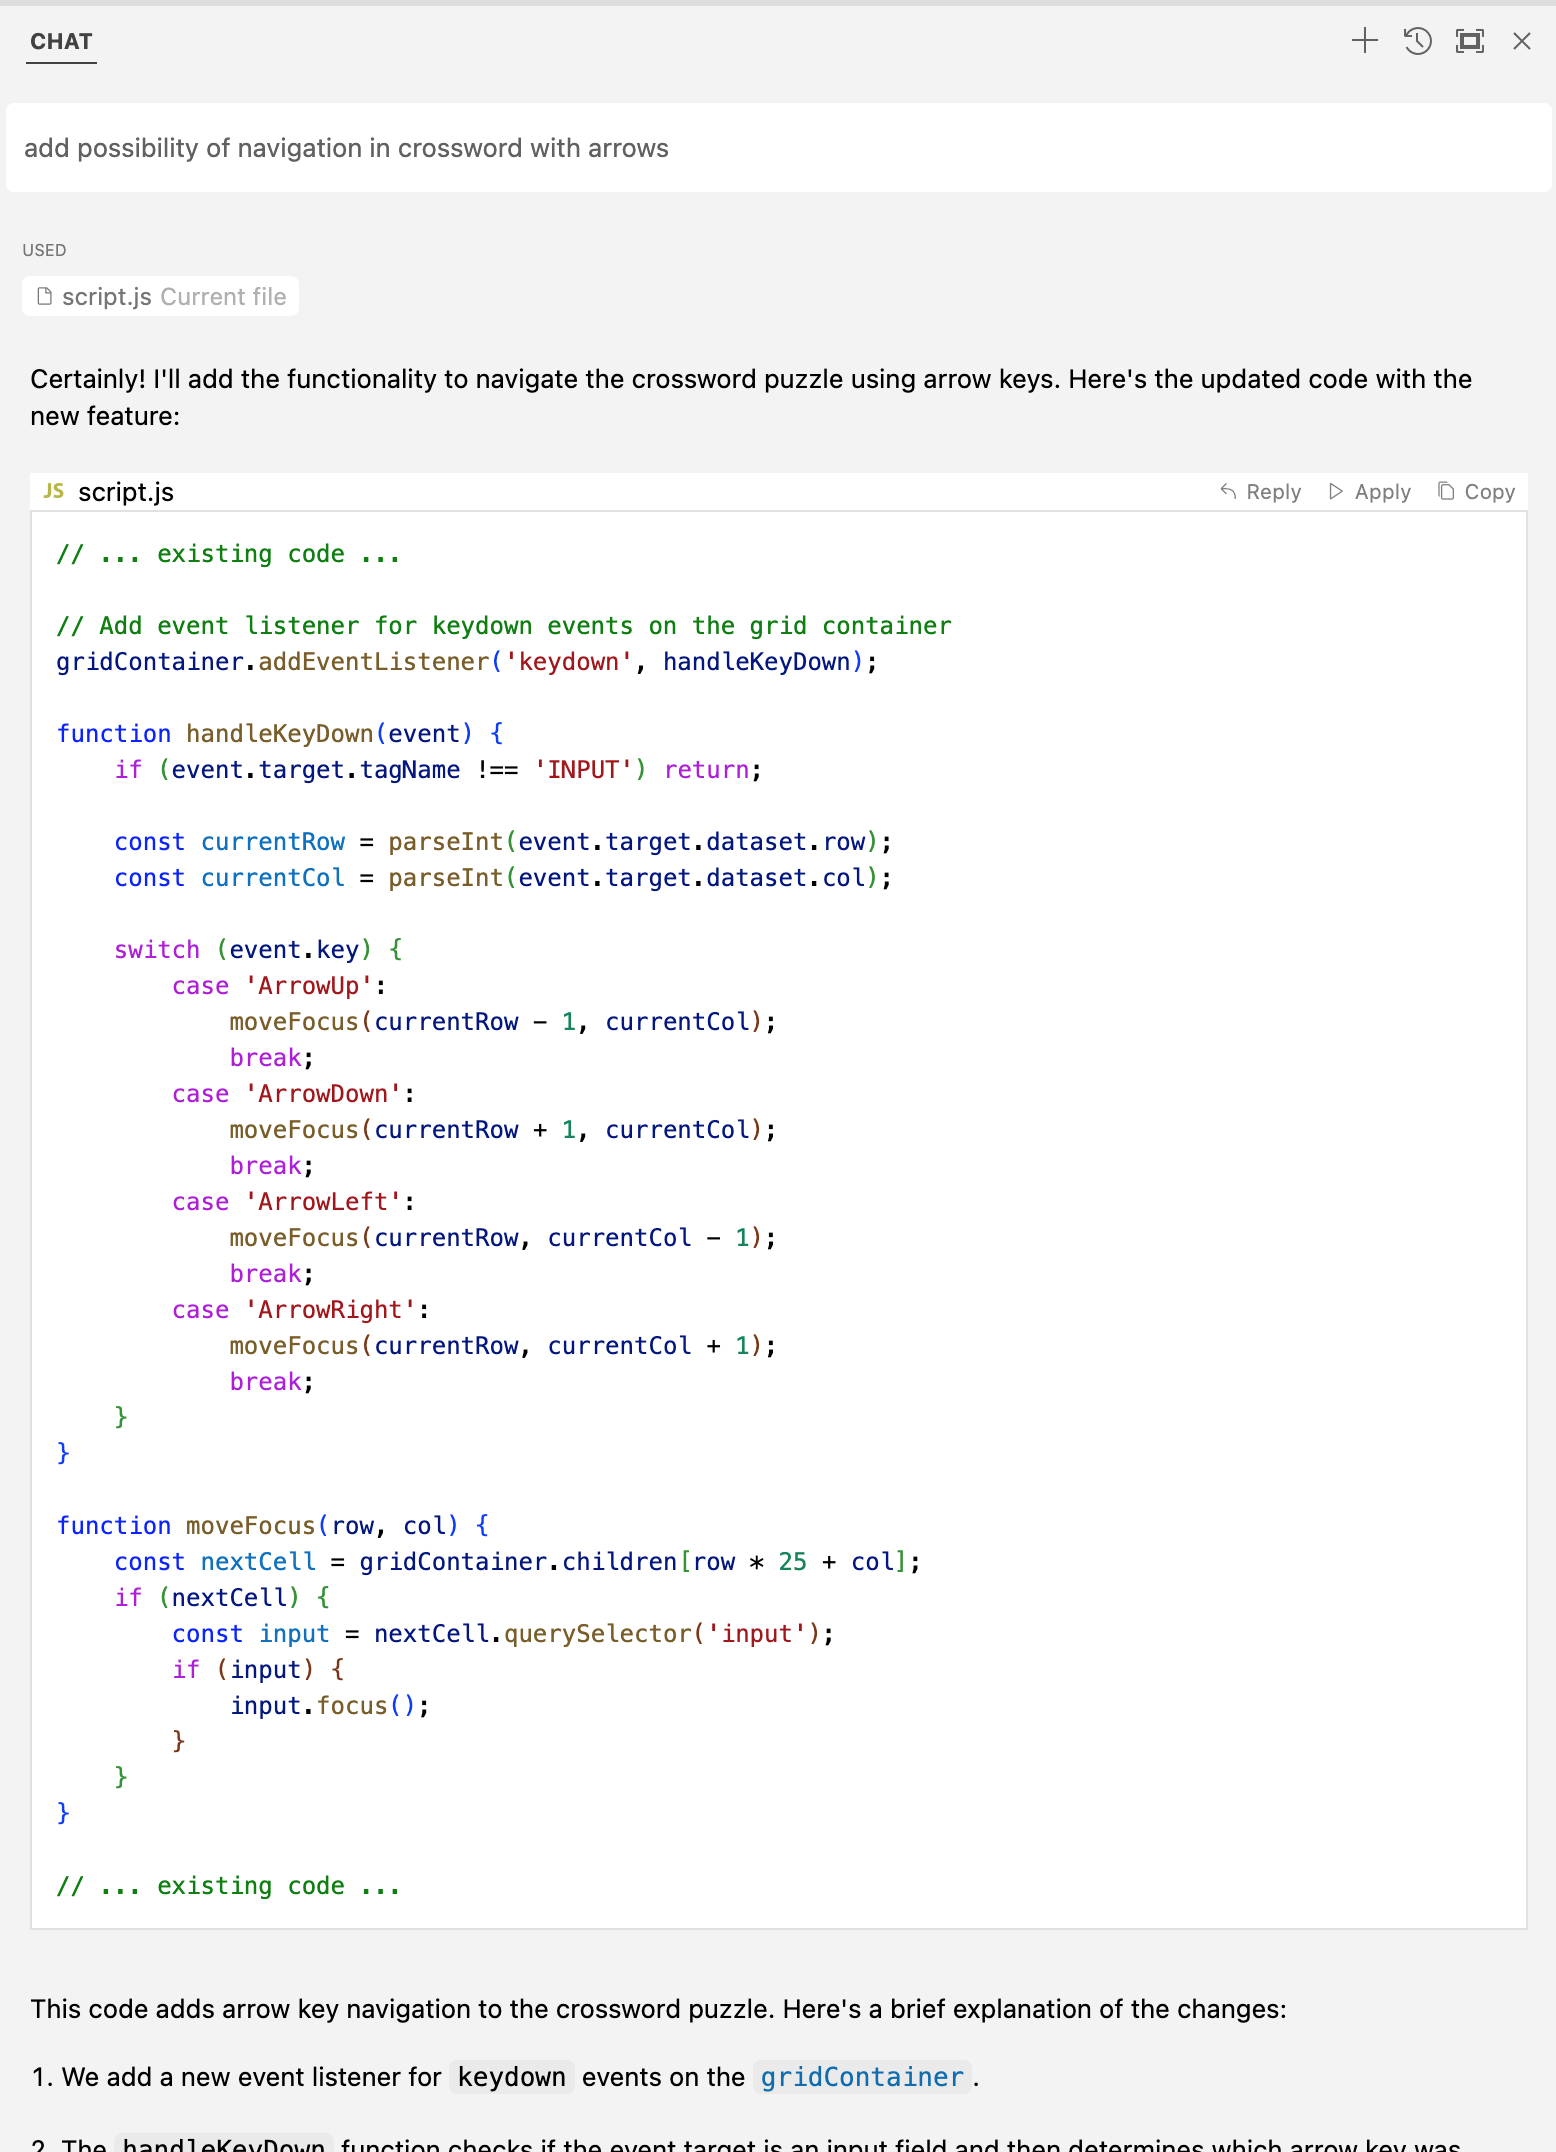 CHAT
add possibility of navigation in crossword with arrows
USED
script.js Current file
Certainly! I'll add the functionality to navigate the crossword puzzle using arrow keys. Here's the updated code with the
new feature:
JS script.js Reply Apply Copy
// ... existing code ...
// Add event listener for keydown events on the grid container
gridContainer.addEventListener('keydown', handleKeyDown);
function handleKeyDown(event) {
    if (event.target.tagName !== 'INPUT') return;
    const currentRow = parseInt(event.target.dataset.row);
    const currentCol = parseInt(event.target.dataset.col);
    switch (event.key) {
        case 'ArrowUp':
            moveFocus(currentRow - 1, currentCol);
            break;
        case 'ArrowDown':
            moveFocus(currentRow + 1, currentCol);
            break;
        case 'ArrowLeft':
            moveFocus(currentRow, currentCol - 1);
            break;
        case 'ArrowRight':
            moveFocus(currentRow, currentCol + 1);
            break;
    }
}
function moveFocus(row, col) {
    const nextCell = gridContainer.children[row * 25 + col];
    if (nextCell) {
        const input = nextCell.querySelector('input');
        if (input) {
            input.focus();
        }
    }
}
// ... existing code ...
This code adds arrow key navigation to the crossword puzzle. Here's a brief explanation of the changes:
1. We add a new event listener for keydown events on the gridContainer.
2. The handleKeyDown function checks if the event target is an input field and then determines which arrow key was